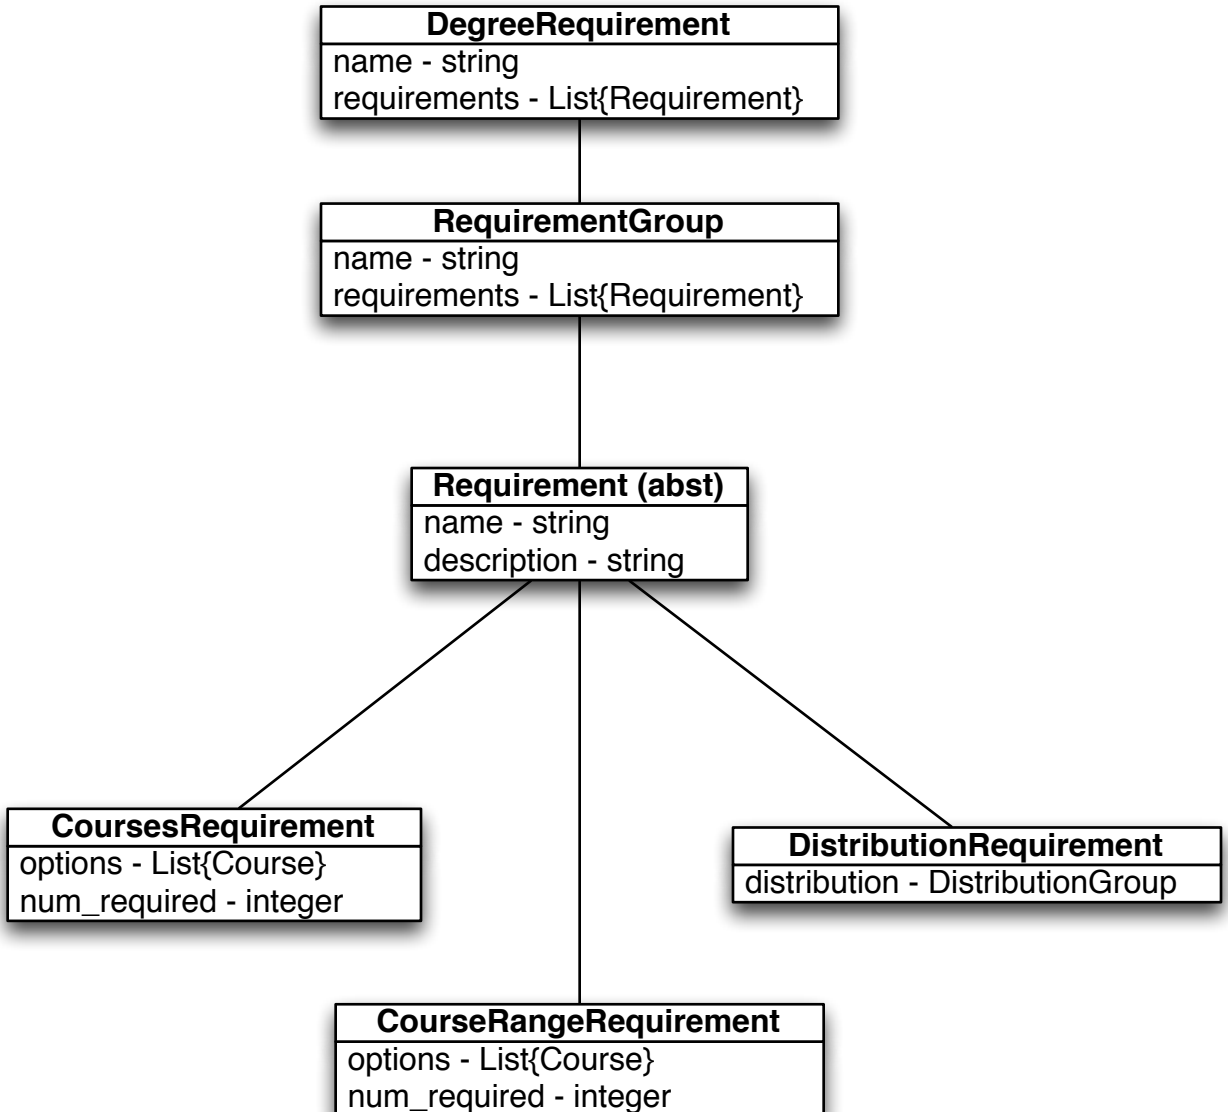 DegreeRequirement
name - string
requirements - List{Requirement}
RequirementGroup
name - string
requirements - List{Requirement}
Requirement (abst)
name - string
description - string
CoursesRequirement
options - List{Course}
num_required - integer
DistributionRequirement
distribution - DistributionGroup
CourseRangeRequirement
options - List{Course}
num_required - integer